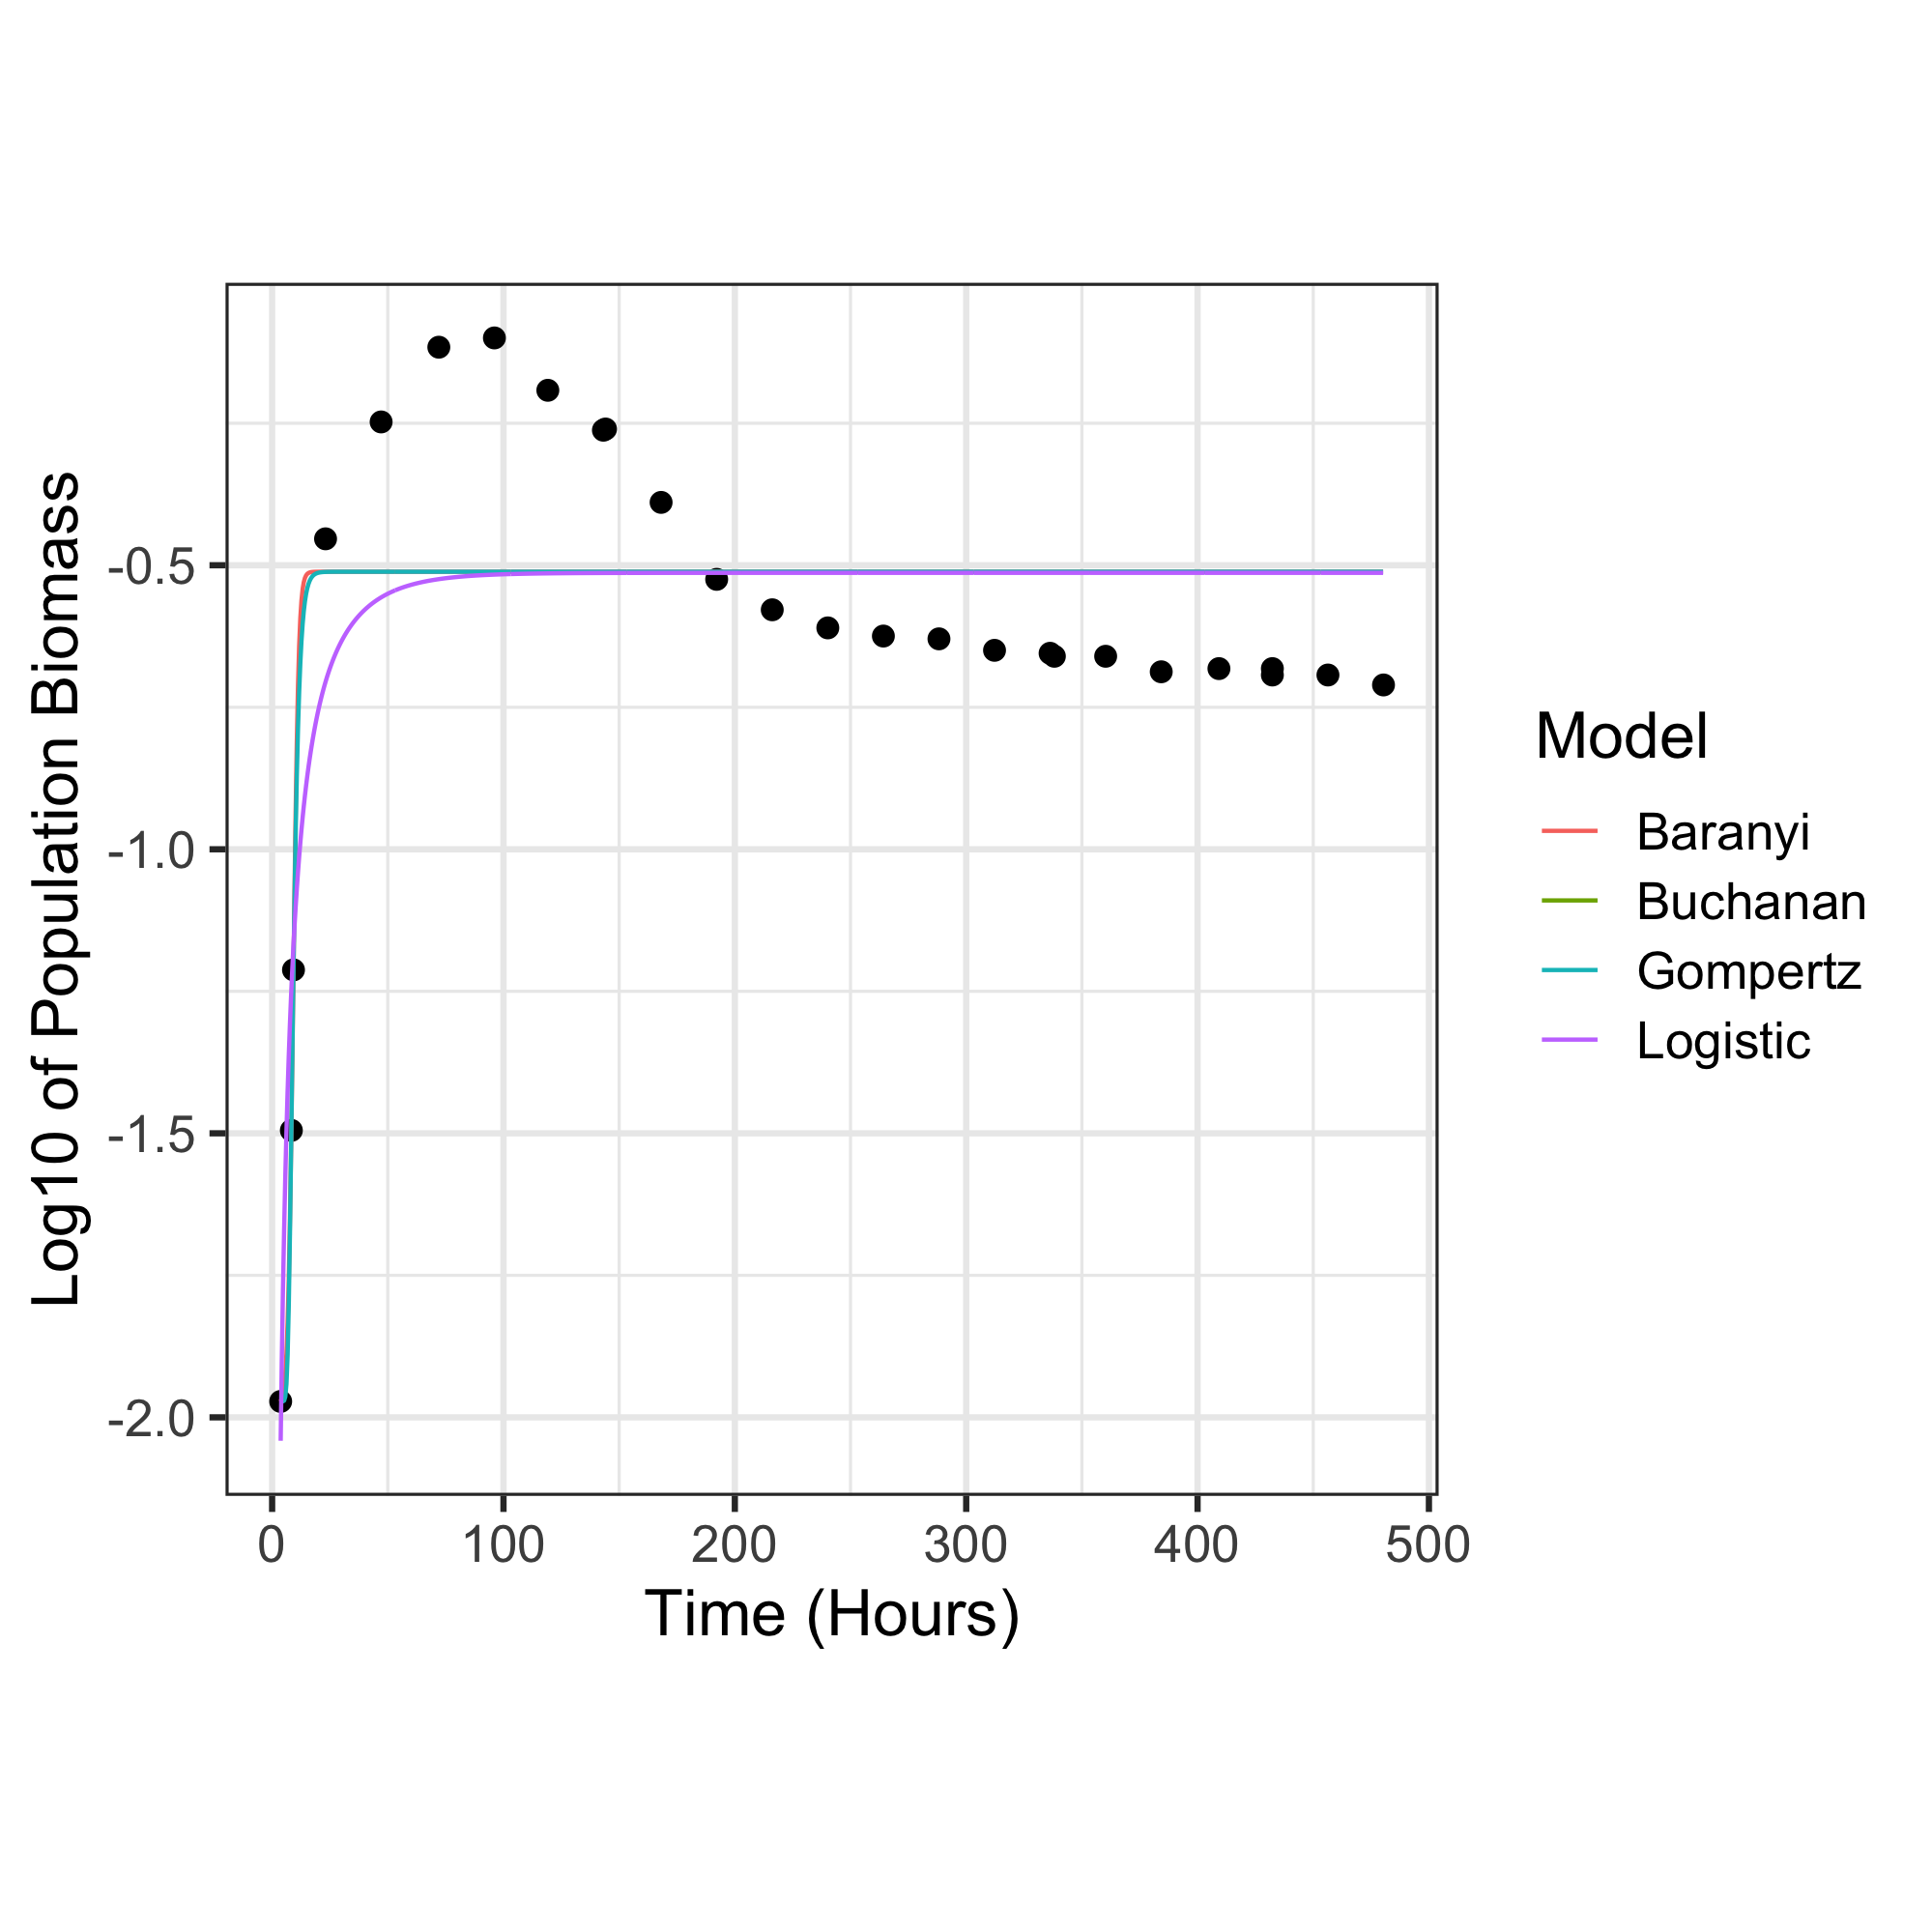 Log10 of Population Biomass
-0.5
-1.0
-1.5
-2.0
0 100 200 300 400 500
Time (Hours)
Model
Baranyi
Buchanan
Gompertz
Logistic